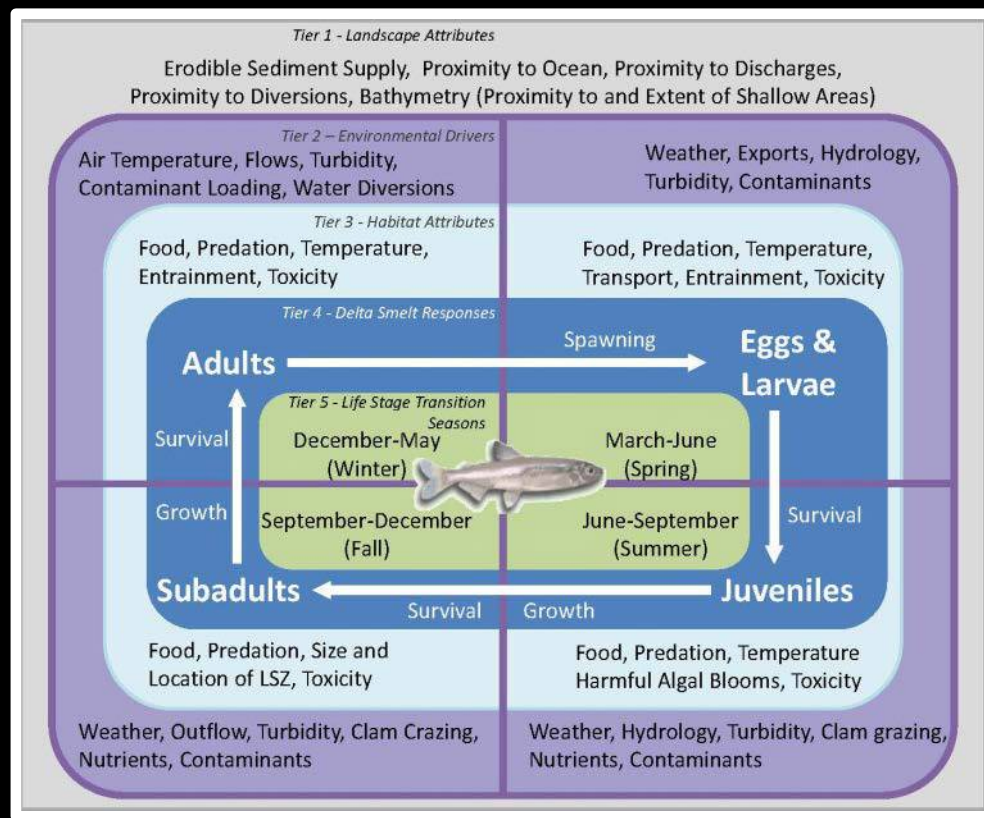 Tier 1 - Landscape Attributes
Erodible Sediment Supply, Proximity to Ocean, Proximity to Discharges,
Proximity to Diversions, Bathymetry (Proximity to and Extent of Shallow Areas)
Tier 2 – Environmental Drivers
Air Temperature, Flows, Turbidity,
Contaminant Loading, Water Diversions
Weather, Exports, Hydrology,
Turbidity, Contaminants
Tier 3 - Habitat Attributes
Food, Predation, Temperature,
Entrainment, Toxicity
Food, Predation, Temperature,
Transport, Entrainment, Toxicity
Tier 4 - Delta Smelt Responses
Adults
Spawning
Eggs &
Larvae
Tier 5 - Life Stage Transition
Seasons
Survival
December-May
(Winter)
March-June
(Spring)
Growth
September-December
(Fall)
June-September
(Summer)
Survival
Subadults
Survival
Growth
Juveniles
Food, Predation, Size and
Location of LSZ, Toxicity
Food, Predation, Temperature
Harmful Algal Blooms, Toxicity
Weather, Outflow, Turbidity, Clam Crazing,
Nutrients, Contaminants
Weather, Hydrology, Turbidity, Clam grazing,
Nutrients, Contaminants